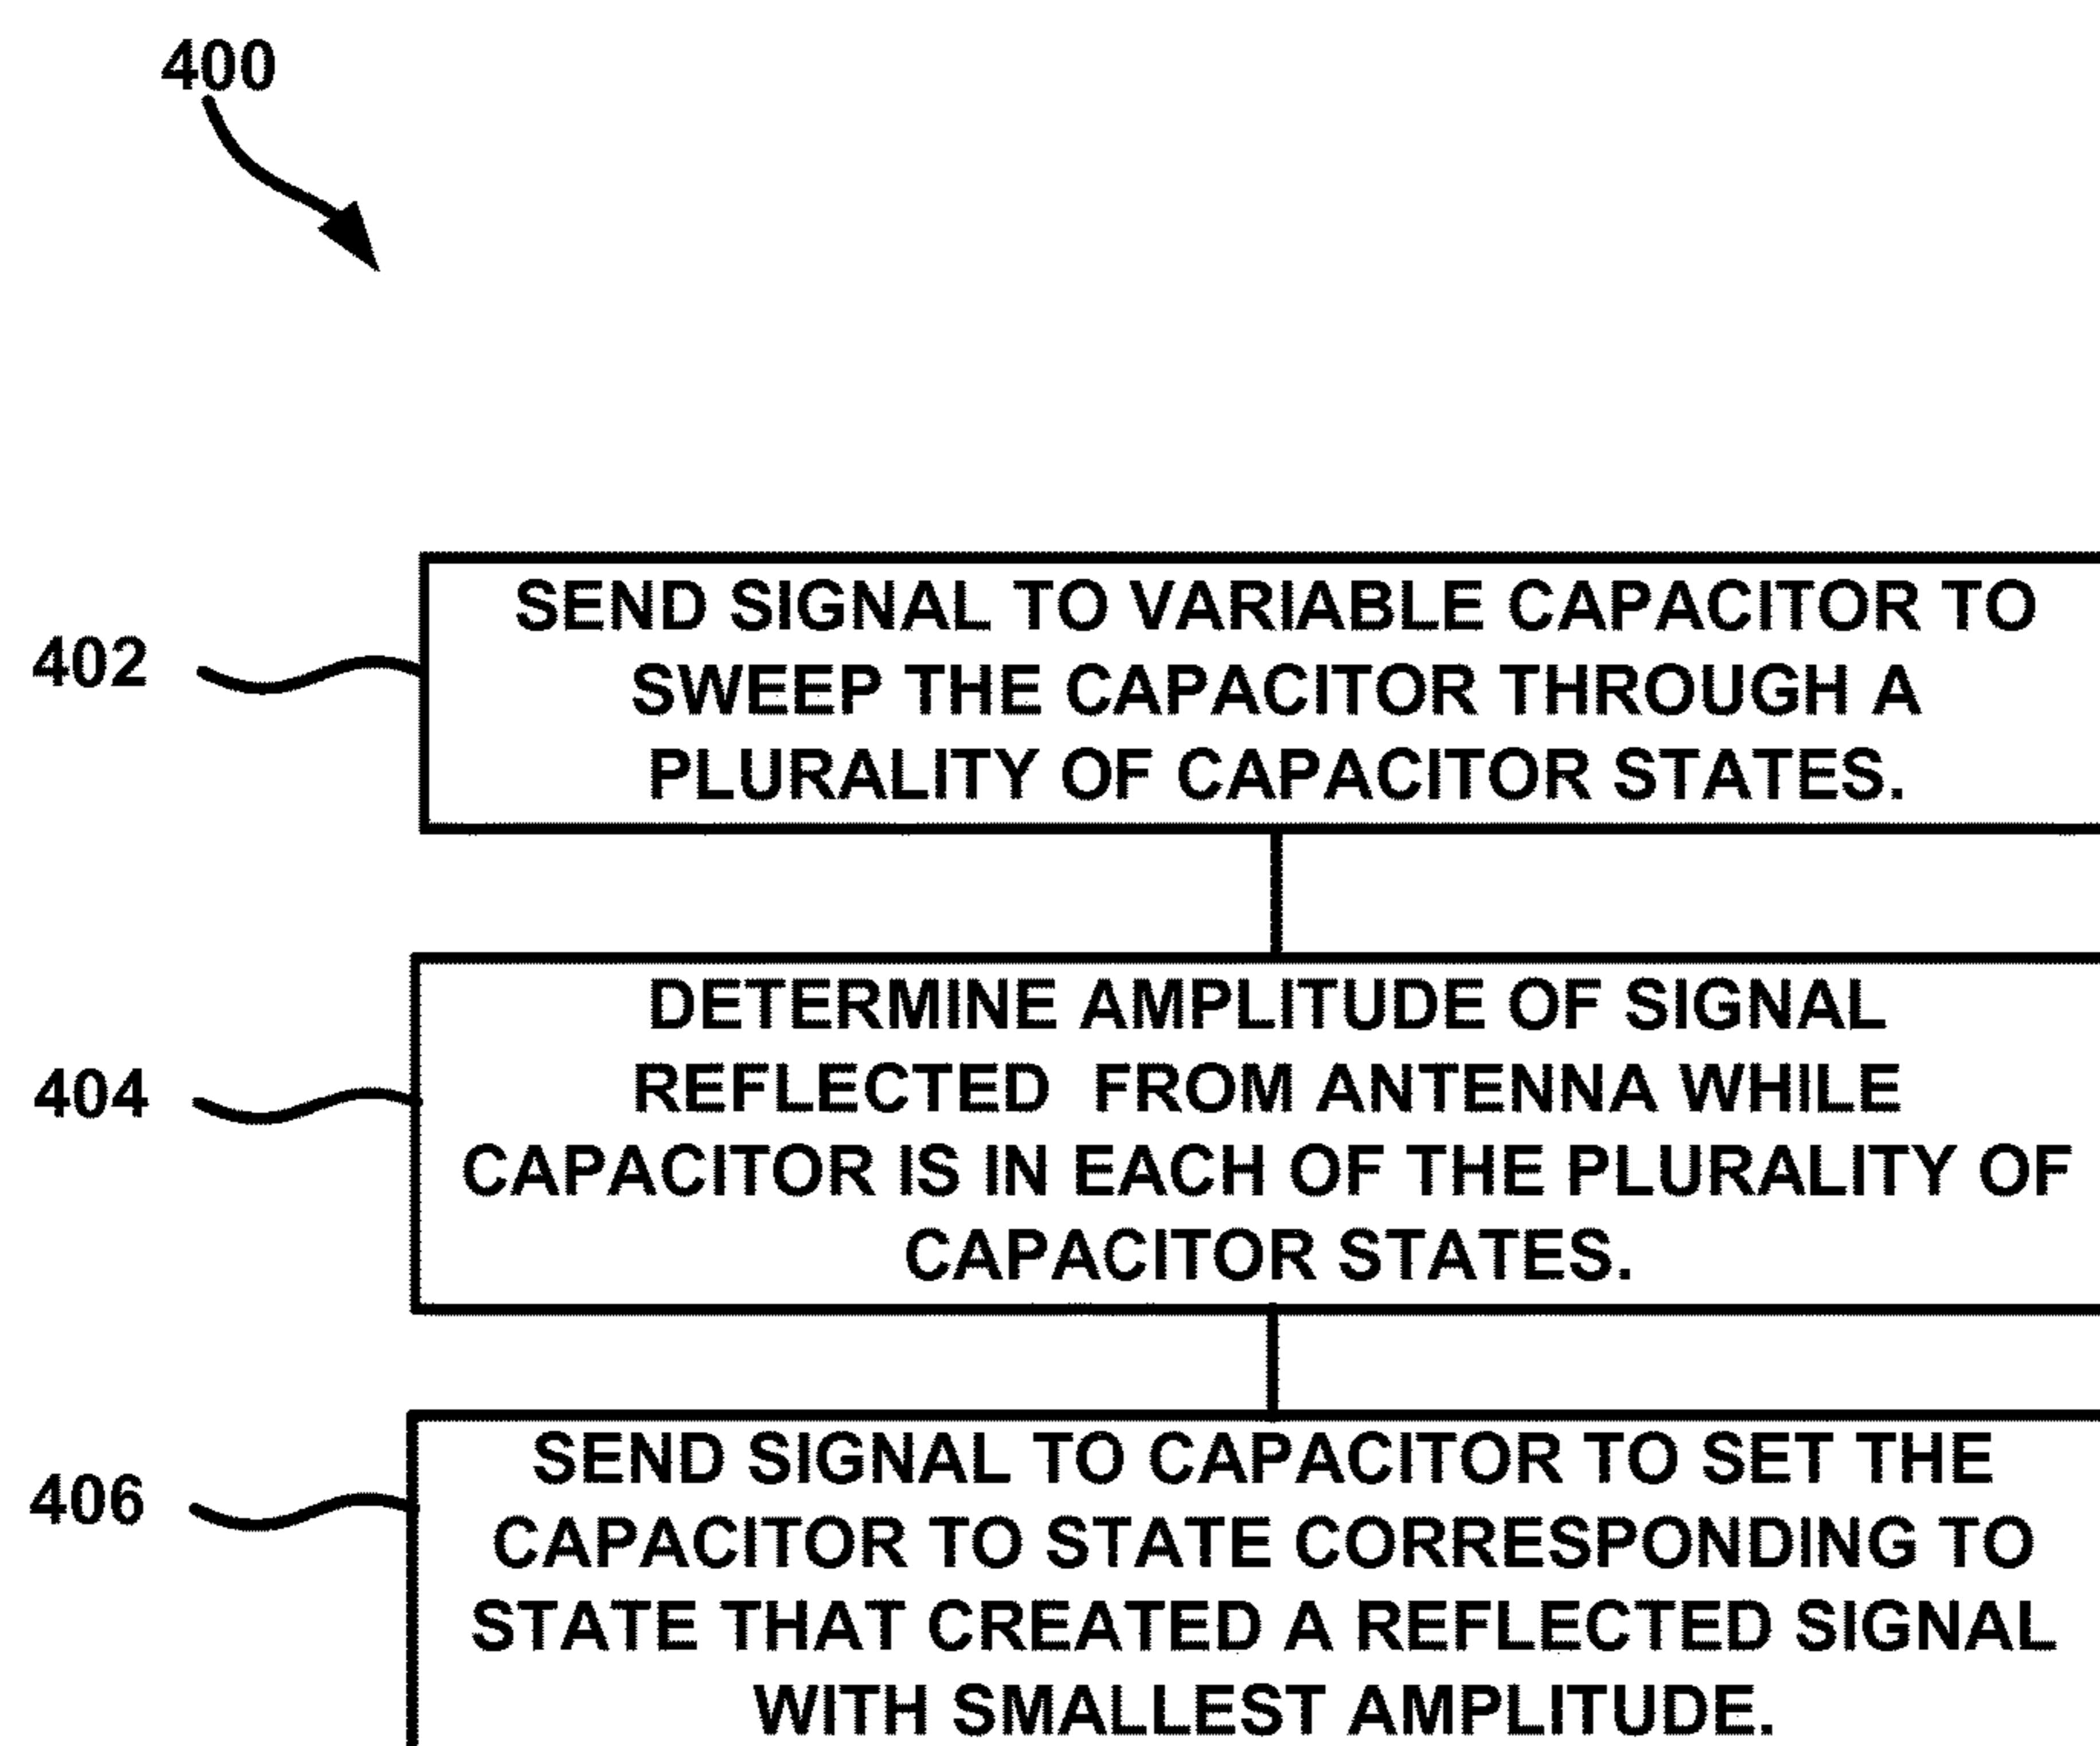 400
402
SEND SIGNAL TO VARIABLE CAPACITOR TO
SWEEP THE CAPACITOR THROUGH A
PLURALITY OF CAPACITOR STATES.
404
DETERMINE AMPLITUDE OF SIGNAL
REFLECTED FROM ANTENNA WHILE
CAPACITOR IS IN EACH OF THE PLURALITY OF
CAPACITOR STATES.
406
SEND SIGNAL TO CAPACITOR TO SET THE
CAPACITOR TO STATE CORRESPONDING TO
STATE THAT CREATED A REFLECTED SIGNAL
WITH SMALLEST AMPLITUDE.